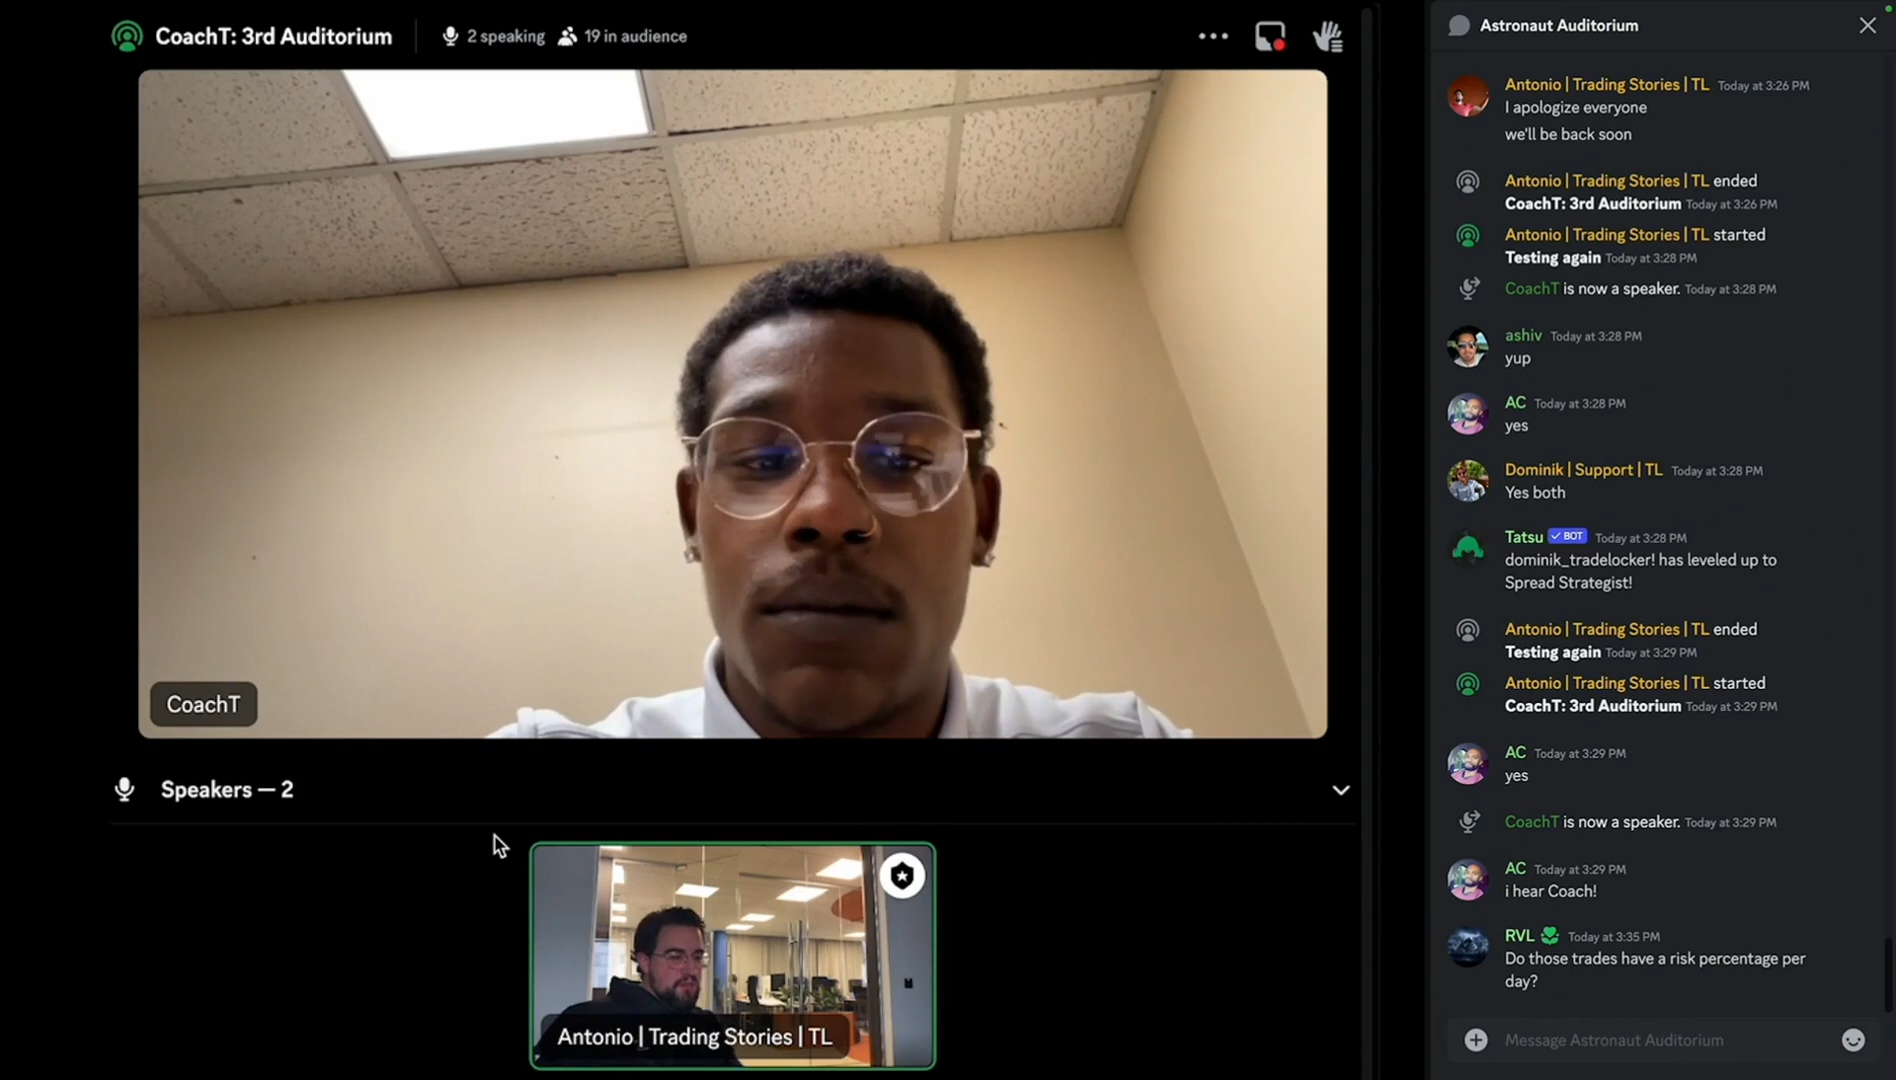 CoachT: 3rd Auditorium
2 speaking
19 in audience
CoachT
Speakers — 2
Antonio | Trading Stories | TL
Astronaut Auditorium
Antonio | Trading Stories | TL Today at 3:26 PM
I apologize everyone
we'll be back soon
Antonio | Trading Stories | TL ended
CoachT: 3rd Auditorium Today at 3:26 PM
Antonio | Trading Stories | TL started
Testing again Today at 3:28 PM
CoachT is now a speaker. Today at 3:28 PM
ashiv Today at 3:28 PM
yup
AC Today at 3:28 PM
yes
Dominik | Support | TL Today at 3:28 PM
Yes both
Tatsu BOT Today at 3:28 PM
dominik_tradelocker! has leveled up to
Spread Strategist!
Antonio | Trading Stories | TL ended
Testing again Today at 3:29 PM
Antonio | Trading Stories | TL started
CoachT: 3rd Auditorium Today at 3:29 PM
AC Today at 3:29 PM
yes
CoachT is now a speaker. Today at 3:29 PM
AC Today at 3:29 PM
i hear Coach!
RVL Today at 3:35 PM
Do those trades have a risk percentage per
day?
Message Astronaut Auditorium